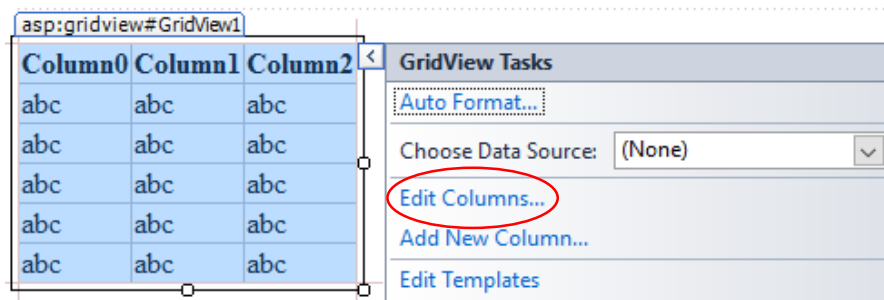 asp:gridview#GridView1
Column0 Column1 Column2
abc abc abc
abc abc abc
abc abc abc
abc abc abc
abc abc abc
GridView Tasks
Auto Format...
Choose Data Source: (None)
Edit Columns...
Add New Column...
Edit Templates